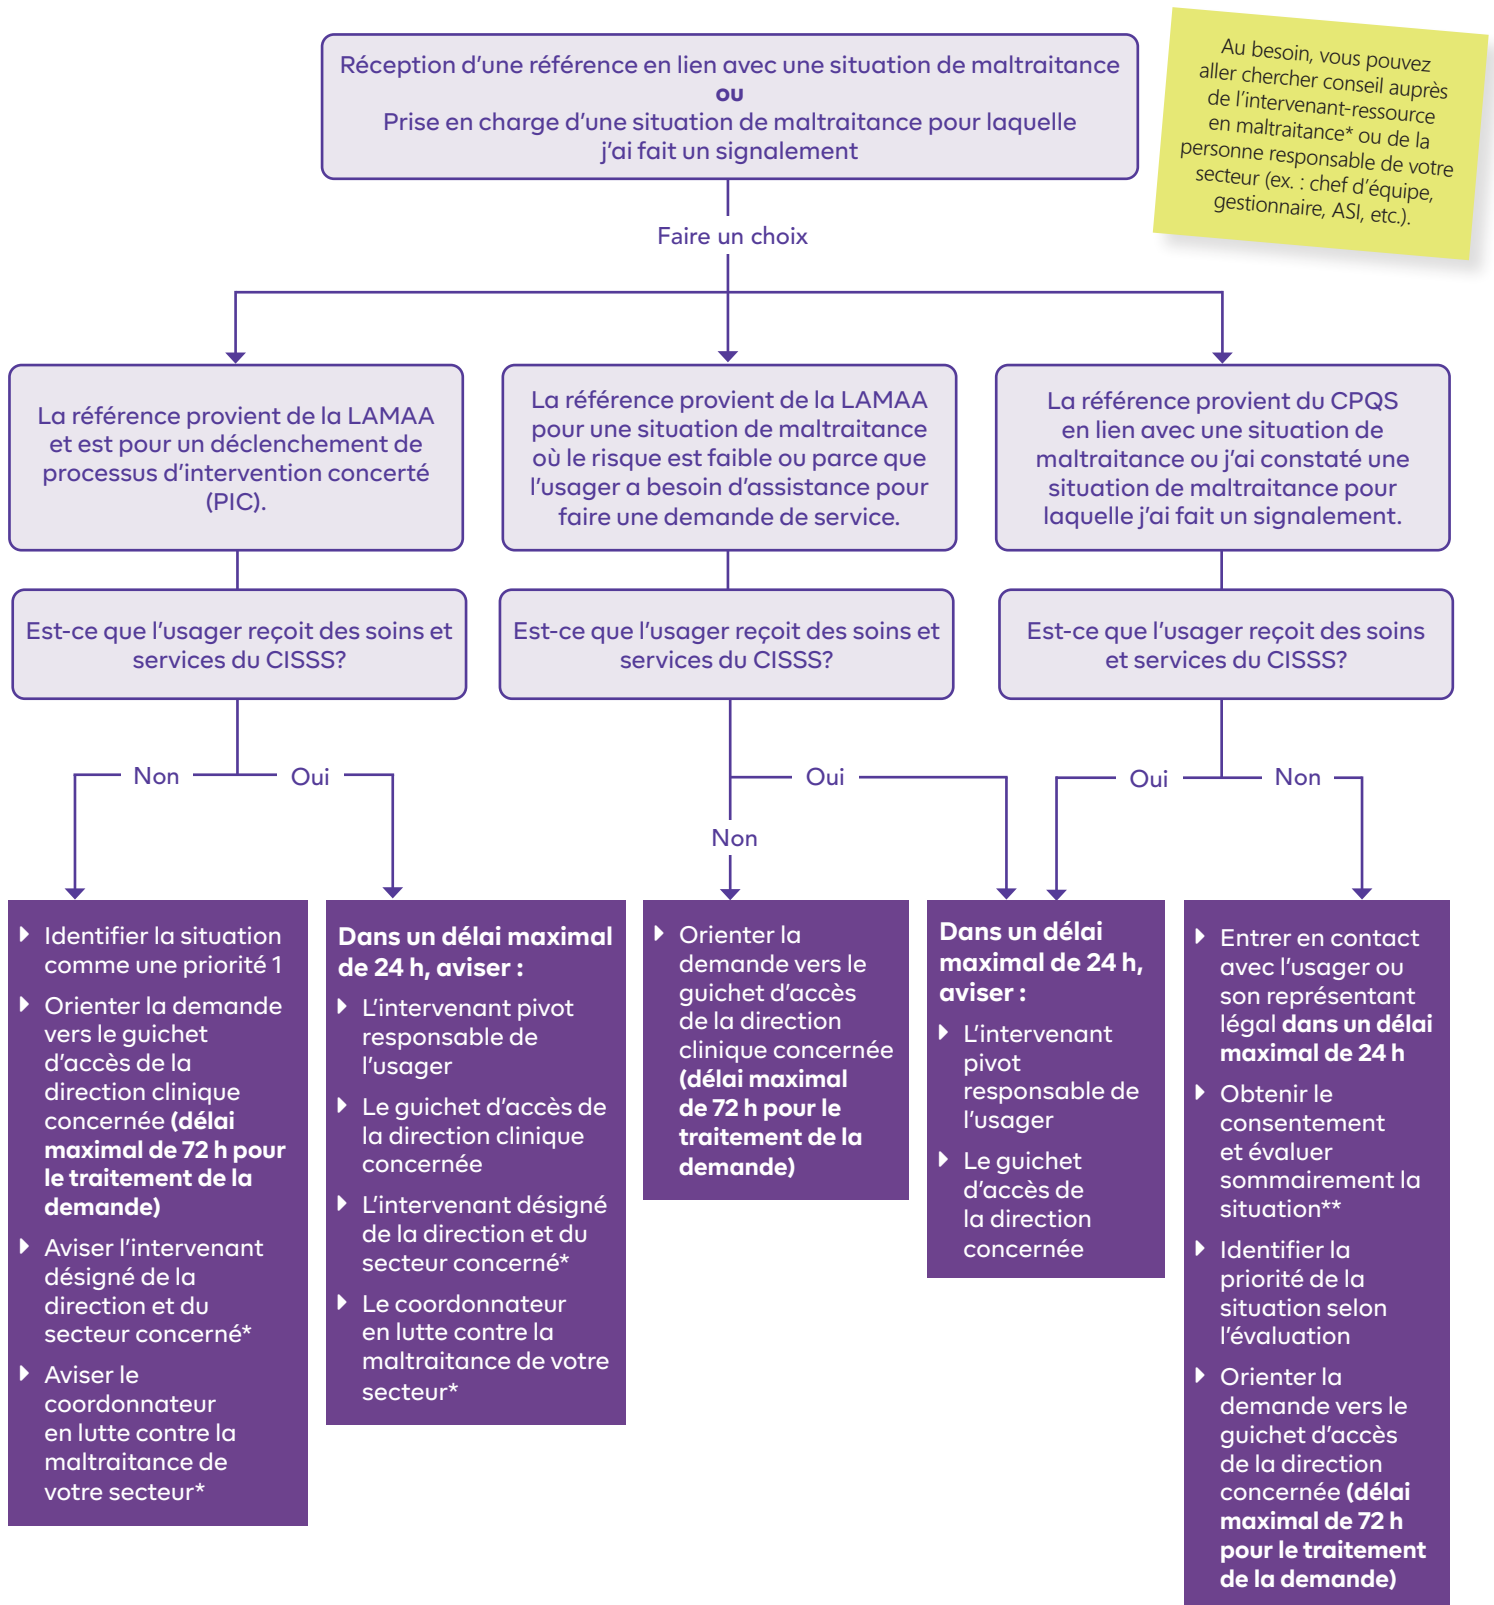 Réception d'une référence en lien avec une situation de maltraitance
ou
Prise en charge d'une situation de maltraitance pour laquelle
j'ai fait un signalement
Au besoin, vous pouvez
aller chercher conseil auprès
de l'intervenant-ressource
en maltraitance* ou de la
personne responsable de votre
secteur (ex. : chef d'équipe,
gestionnaire, ASI, etc.).
Faire un choix
La référence provient de la LAMAA
et est pour un déclenchement de
processus d'intervention concerté
(PIC).
La référence provient de la LAMAA
pour une situation de maltraitance
où le risque est faible ou parce que
l'usager a besoin d'assistance pour
faire une demande de service.
La référence provient du CPQS
en lien avec une situation de
maltraitance ou j'ai constaté une
situation de maltraitance pour
laquelle j'ai fait un signalement.
Est-ce que l'usager reçoit des soins et
services du CISSS?
Est-ce que l'usager reçoit des soins et
services du CISSS?
Est-ce que l'usager reçoit des soins
et services du CISSS?
Non
Oui
Oui
Non
Oui
Non
Identifier la situation
comme une priorité 1
Orienter la demande
vers le guichet
d'accès de la
direction clinique
concernée (délai
maximal de 72 h pour
le traitement de la
demande)
Aviser l'intervenant
désigné de la
direction et du
secteur concerné*
Aviser le
coordonnateur
en lutte contre la
maltraitance de
votre secteur*
Dans un délai maximal
de 24 h, aviser :
L'intervenant pivot
responsable de
l'usager
Le guichet d'accès de
la direction clinique
concernée
L'intervenant désigné
de la direction et du
secteur concerné*
Le coordonnateur
en lutte contre la
maltraitance de votre
secteur*
Orienter la
demande vers le
guichet d'accès
de la direction
clinique concernée
(délai maximal
de 72 h pour le
traitement de la
demande)
Dans un délai
maximal de 24 h,
aviser :
L'intervenant
pivot
responsable de
l'usager
Le guichet
d'accès de
la direction
concernée
Entrer en contact
avec l'usager ou
son représentant
légal dans un délai
maximal de 24 h
Obtenir le
consentement
et évaluer
sommairement la
situation**
Identifier la
priorité de la
situation selon
l'évaluation
Orienter la
demande vers le
guichet d'accès
de la direction
concernée (délai
maximal de 72 h
pour le traitement
de la demande)